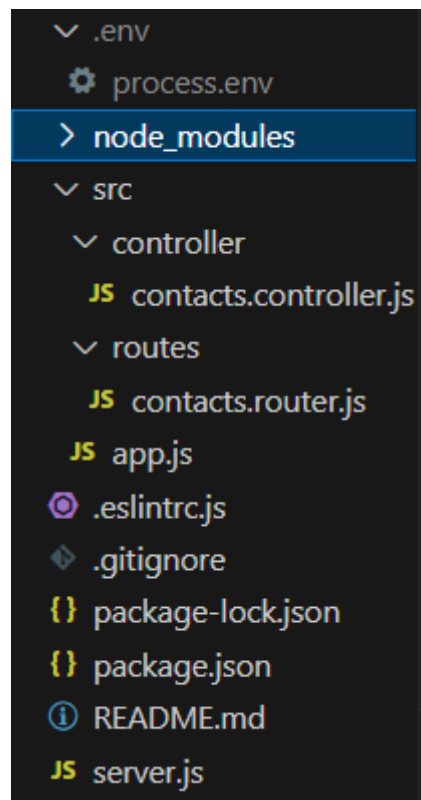 .env
process.env
node_modules
src
controller
JS contacts.controller.js
routes
JS contacts.router.js
JS app.js
.eslintrc.js
.gitignore
{} package-lock.json
{} package.json
README.md
JS server.js